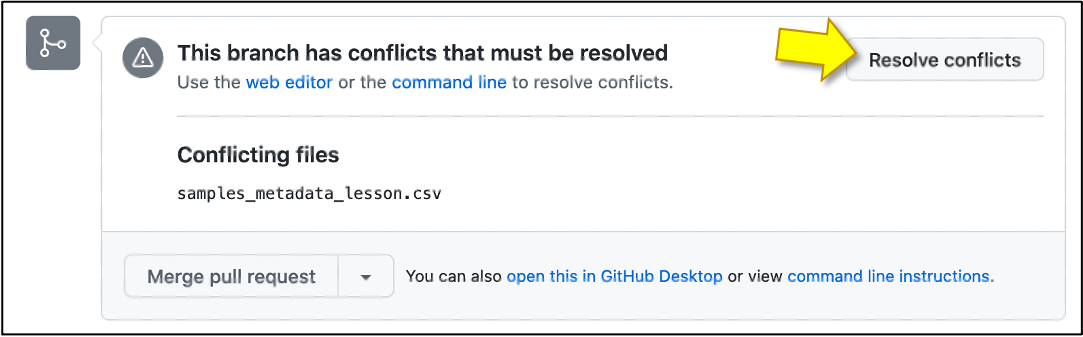 This branch has conflicts that must be resolved
Resolve conflicts
Use the web editor or the command line to resolve conflicts.
Conflicting files
samples_metadata_lesson.csv
Merge pull request
You can also open this in GitHub Desktop or view command line instructions.